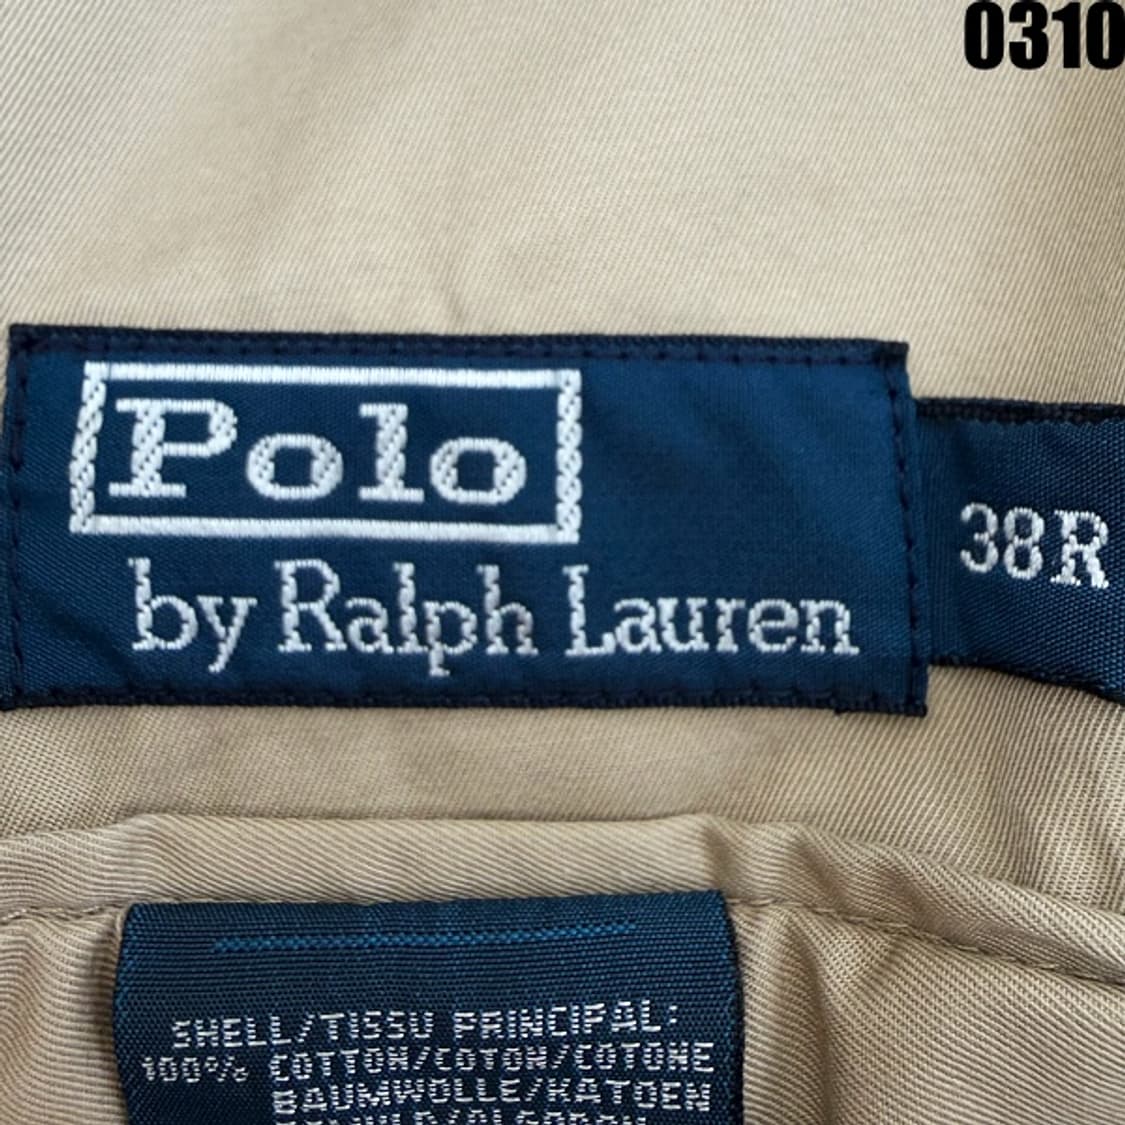 0310
Polo
by Ralph Lauren
38R
SHELL/TISSU PRINCIPAL:
100% COTTON/COTON/COTONE
BAUMWOLLE/KATOEN